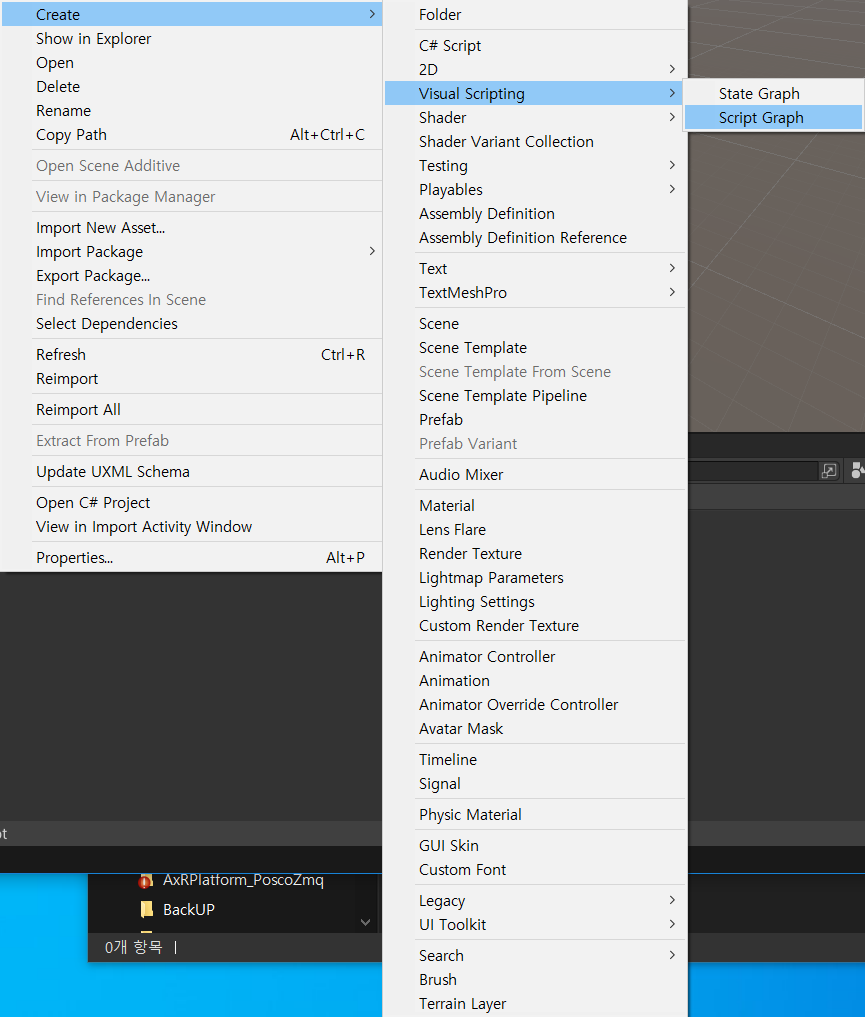 Create
Show in Explorer
Open
Delete
Rename
Copy Path Alt+Ctrl+C
Open Scene Additive
View in Package Manager
Import New Asset...
Import Package
Export Package...
Find References In Scene
Select Dependencies
Refresh Ctrl+R
Reimport
Reimport All
Extract From Prefab
Update UXML Schema
Open C# Project
View in Import Activity Window
Properties... Alt+P
Folder
C# Script
2D
Visual Scripting
Shader
Shader Variant Collection
Testing
Playables
Assembly Definition
Assembly Definition Reference
Text
TextMeshPro
Scene
Scene Template
Scene Template From Scene
Scene Template Pipeline
Prefab
Prefab Variant
Audio Mixer
Material
Lens Flare
Render Texture
Lightmap Parameters
Lighting Settings
Custom Render Texture
Animator Controller
Animation
Animator Override Controller
Avatar Mask
Timeline
Signal
Physic Material
GUI Skin
Custom Font
Legacy
UI Toolkit
Search
Brush
Terrain Layer
State Graph
Script Graph
AxRPlatform_PoscoZmq
BackUP
0개 항목